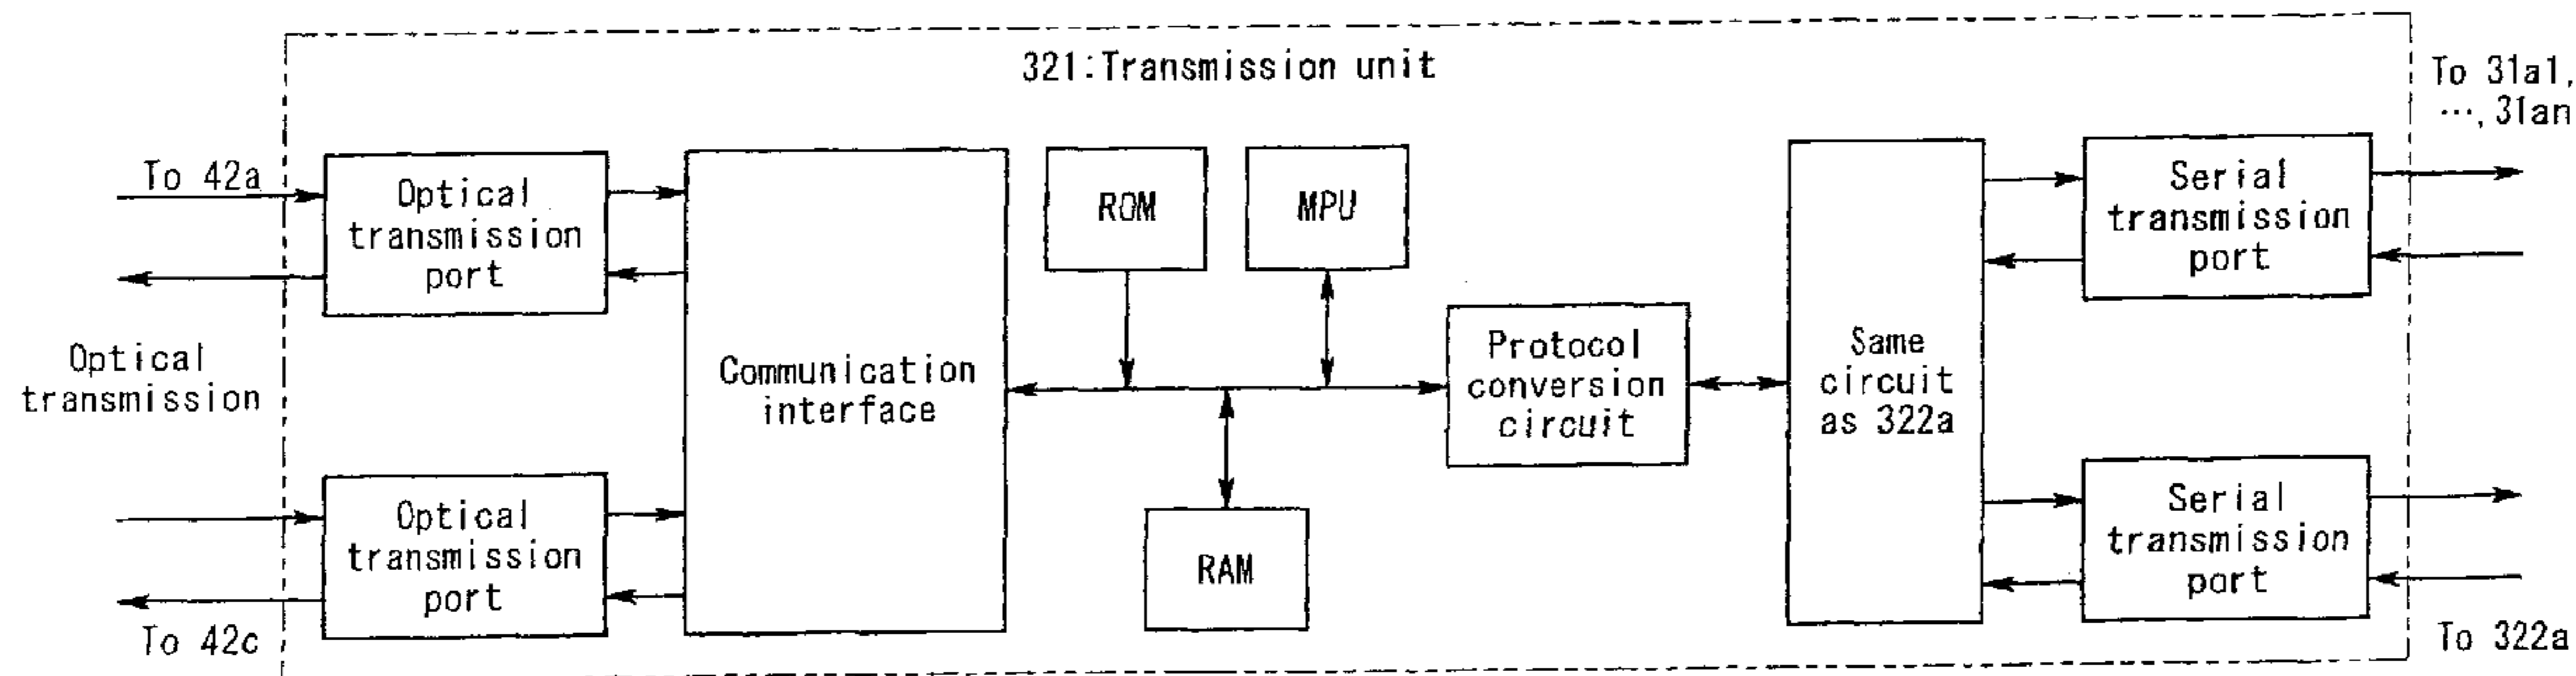 321:Transmission unit
To 31a1,
…,31an
To 42a
Optical
transmission
port
ROM
MPU
Serial
transmission
port
Optical
transmission
Communication
interface
Protocol
conversion
circuit
Same
circuit
as 322a
Optical
transmission
port
RAM
Serial
transmission
port
To 42c
To 322a